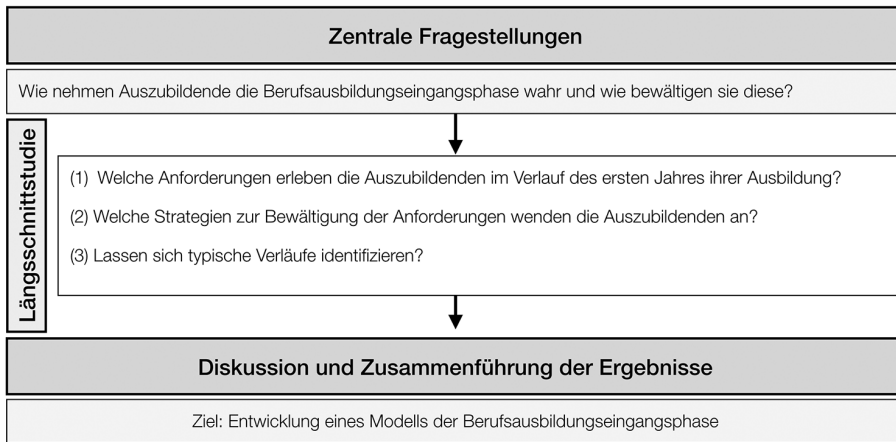 Zentrale Fragestellungen
Wie nehmen Auszubildende die Berufsausbildungseingangsphase wahr und wie bewältigen sie diese?
Längsschnittstudie
(1) Welche Anforderungen erleben die Auszubildenden im Verlauf des ersten Jahres ihrer Ausbildung?
(2) Welche Strategien zur Bewältigung der Anforderungen wenden die Auszubildenden an?
(3) Lassen sich typische Verläufe identifizieren?
Diskussion und Zusammenführung der Ergebnisse
Ziel: Entwicklung eines Modells der Berufsausbildungseingangsphase